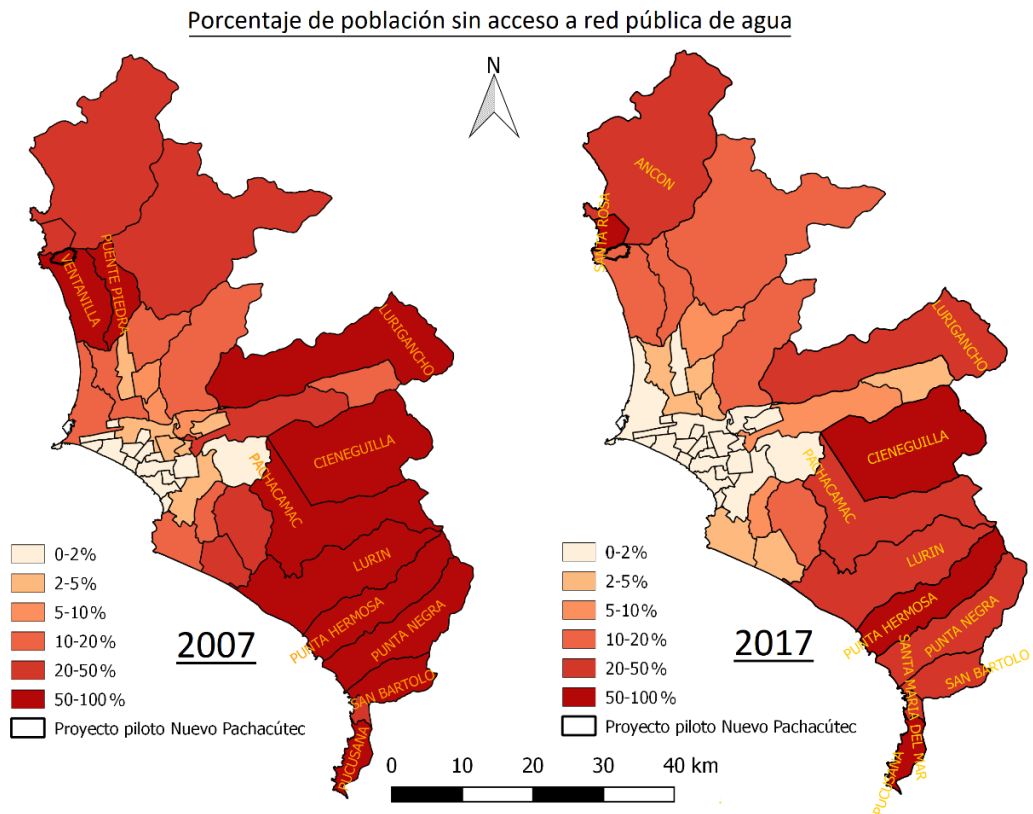 Porcentaje de población sin acceso a red pública de agua
N
VENTANILLA
PUENTE PIEDRA
LURIGANCHO
CIENEGUILLA
PACHACAMAC
LURIN
PUNTA HERMOSA
PUNTA NEGRA
SAN BARTOLO
PUCUSANA
0-2%
2-5%
5-10%
10-20%
20-50%
50-100%
Proyecto piloto Nuevo Pachacútec
2007
ANCON
SANTA ROSA
LURIGANCHO
CIENEGUILLA
PACHACAMAC
LURIN
PUNTA HERMOSA
PUNTA NEGRA
SAN BARTOLO
SANTA MARIA DEL MAR
PUCUSANA
0-2%
2-5%
5-10%
10-20%
20-50%
50-100%
Proyecto piloto Nuevo Pachacútec
2017
0 10 20 30 40 km